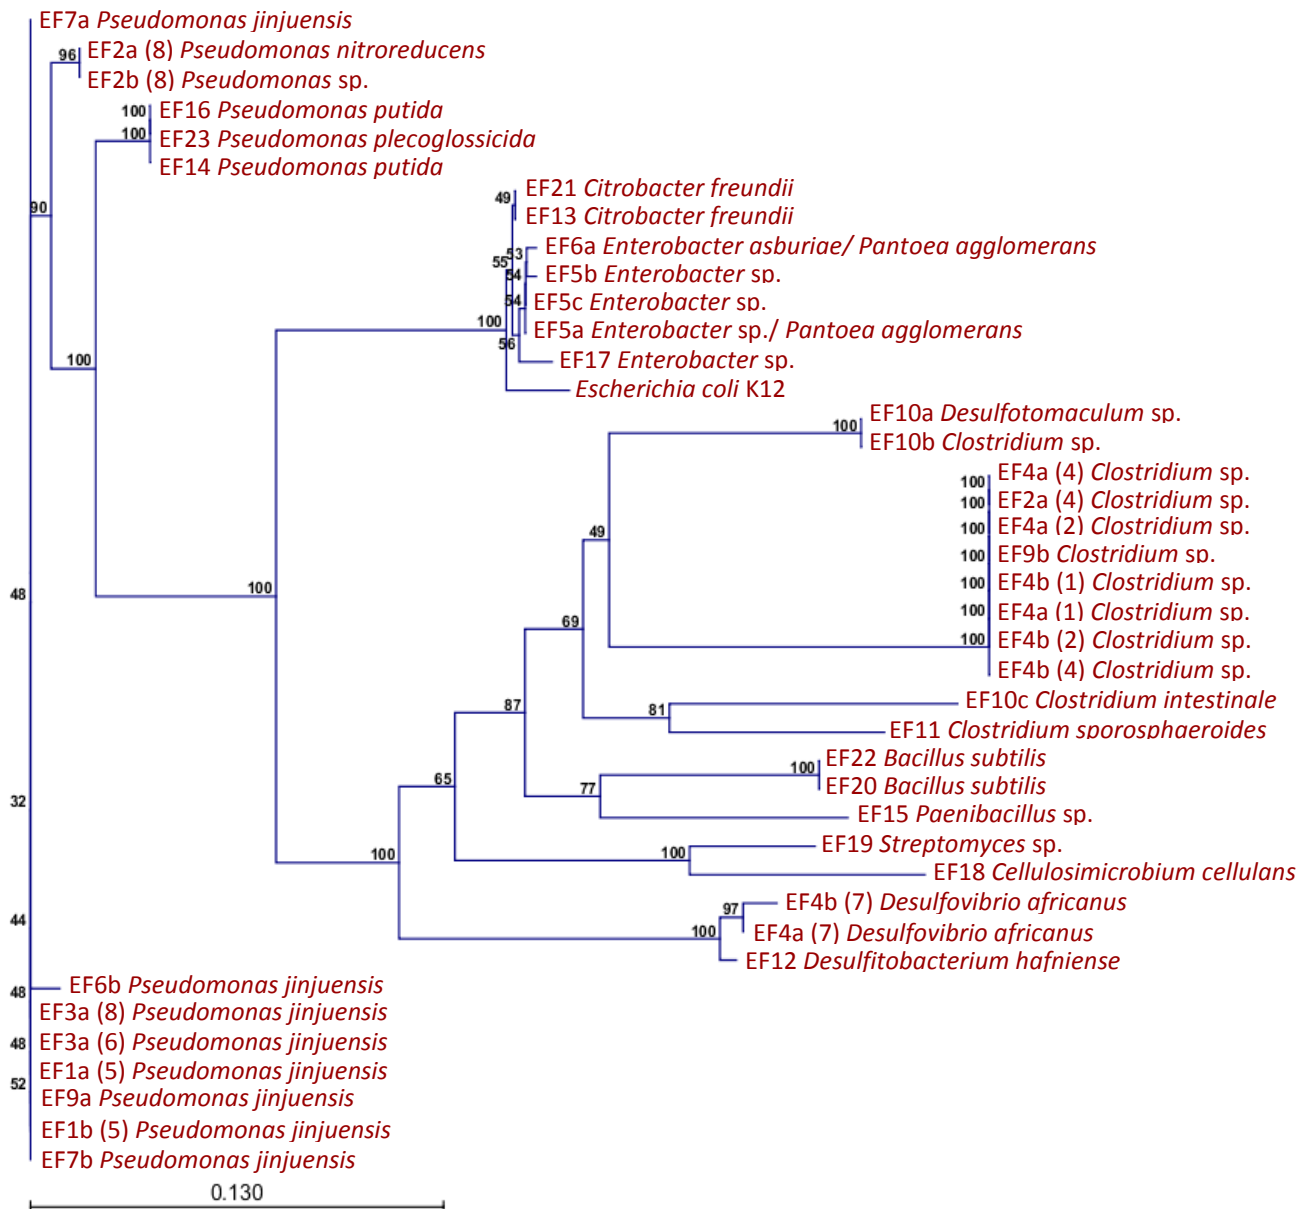 EF7a Pseudomonas jinjuensis
96 EF2a (8) Pseudomonas nitroreducens
EF2b (8) Pseudomonas sp.
100 EF16 Pseudomonas putida
100 EF23 Pseudomonas plecoglossicida
EF14 Pseudomonas putida
49 EF21 Citrobacter freundii
90 EF13 Citrobacter freundii
53 EF6a Enterobacter asburiae/ Pantoea agglomerans
55
54 EF5b Enterobacter sp.
54 EF5c Enterobacter sp.
100 EF5a Enterobacter sp./ Pantoea agglomerans
56
100 EF17 Enterobacter sp.
Escherichia coli K12
100 EF10a Desulfotomaculum sp.
EF10b Clostridium sp.
100 EF4a (4) Clostridium sp.
100 EF2a (4) Clostridium sp.
49 100 EF4a (2) Clostridium sp.
100 EF9b Clostridium sp.
48 100 100 EF4b (1) Clostridium sp.
69 100 EF4a (1) Clostridium sp.
100 EF4b (2) Clostridium sp.
EF4b (4) Clostridium sp.
87 81 EF10c Clostridium intestinale
EF11 Clostridium sporosphaeroides
65 100 EF22 Bacillus subtilis
77 EF20 Bacillus subtilis
32 EF15 Paenibacillus sp.
100 100 EF19 Streptomyces sp.
EF18 Cellulosimicrobium cellulans
97 EF4b (7) Desulfovibrio africanus
44 100 EF4a (7) Desulfovibrio africanus
EF12 Desulfitobacterium hafniense
48 EF6b Pseudomonas jinjuensis
EF3a (8) Pseudomonas jinjuensis
48 EF3a (6) Pseudomonas jinjuensis
52 EF1a (5) Pseudomonas jinjuensis
EF9a Pseudomonas jinjuensis
EF1b (5) Pseudomonas jinjuensis
EF7b Pseudomonas jinjuensis
0.130